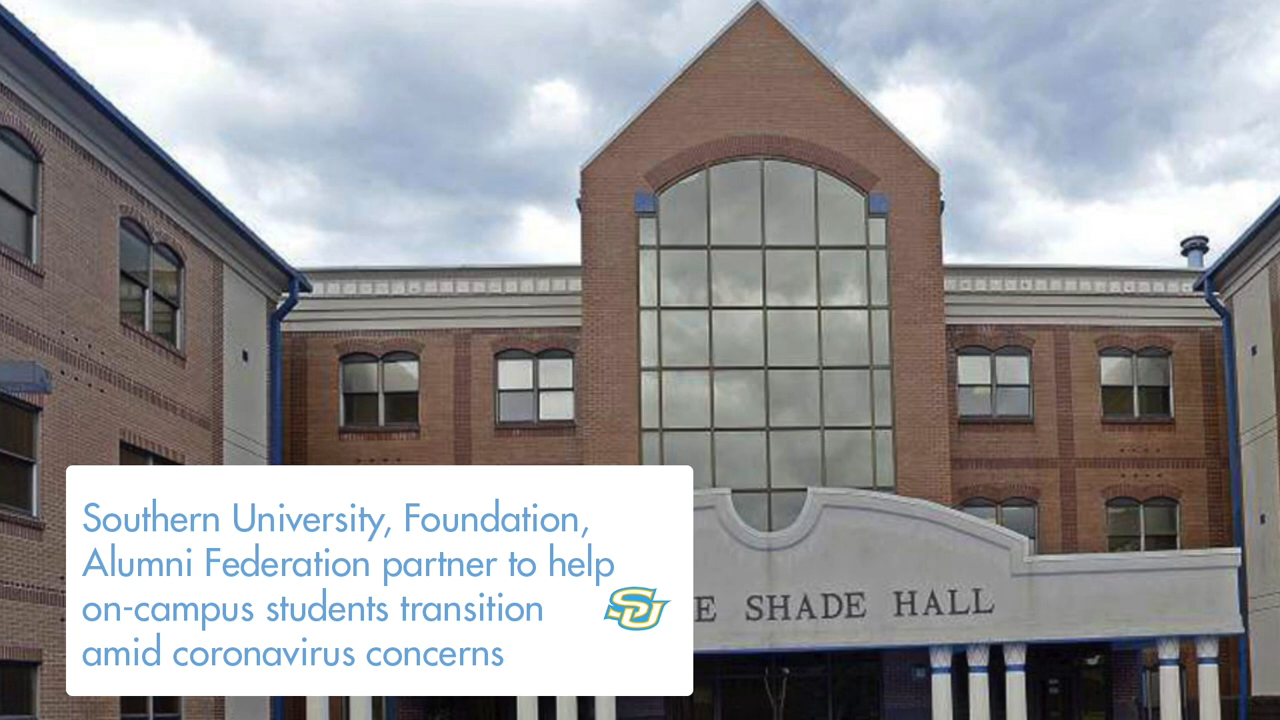 Southern University, Foundation,
Alumni Federation partner to help
on-campus students transition
amid coronavirus concerns
SU
E SHADE HALL